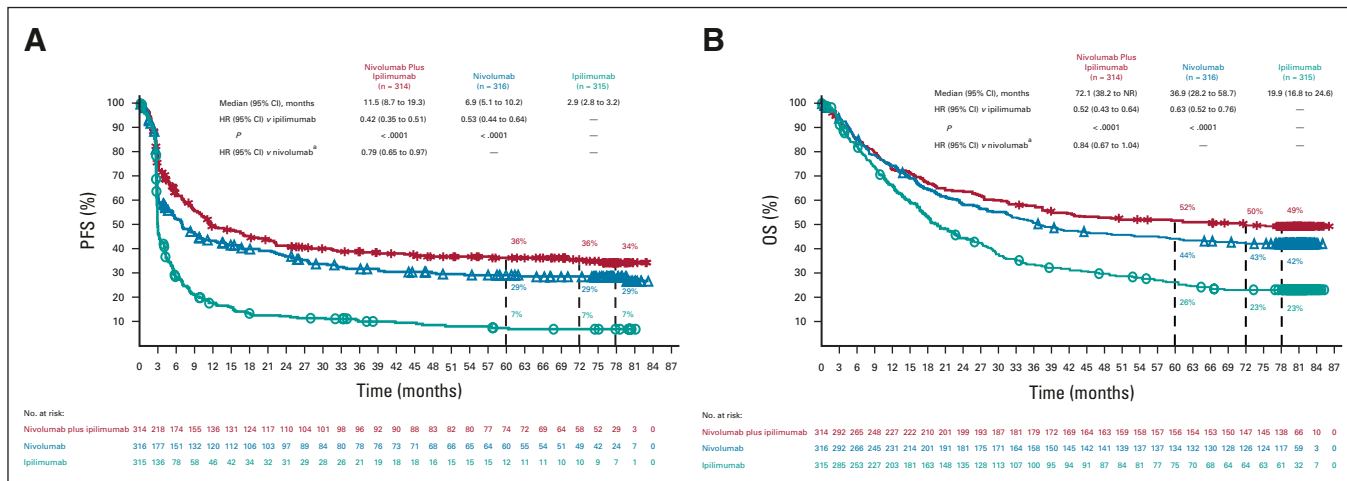 A
Nivolumab Plus
Ipilimumab
(n = 314)
Nivolumab
(n = 316)
Ipilimumab
(n = 315)
Median (95% CI), months 11.5 (8.7 to 19.3) 6.9 (5.1 to 10.2) 2.9 (2.8 to 3.2)
HR (95% CI) v ipilimumab 0.42 (0.35 to 0.51) 0.53 (0.44 to 0.64) —
P < .0001 < .0001 —
HR (95% CI) v nivolumab^a 0.79 (0.65 to 0.97) — —
PFS (%)
100
90
80
70
60
50
40
30
20
10
36% 36% 34%
29% 29% 29%
7% 7% 7%
0 3 6 9 12 15 18 21 24 27 30 33 36 39 42 45 48 51 54 57 60 63 66 69 72 75 78 81 84 87
Time (months)
No. at risk:
Nivolumab plus ipilimumab 314 218 174 155 136 131 124 117 110 104 101 98 96 92 90 88 83 82 80 77 74 72 69 64 58 52 29 3 0
Nivolumab 316 177 151 132 120 112 106 103 97 89 84 80 78 76 73 71 68 66 65 64 60 55 54 51 49 42 24 7 0
Ipilimumab 315 136 78 58 46 42 34 32 31 29 28 26 21 19 18 18 16 15 15 15 12 11 11 10 10 9 7 1 0
B
Nivolumab Plus
Ipilimumab
(n = 314)
Nivolumab
(n = 316)
Ipilimumab
(n = 315)
Median (95% CI), months 72.1 (38.2 to NR) 36.9 (28.2 to 58.7) 19.9 (16.8 to 24.6)
HR (95% CI) v ipilimumab 0.52 (0.43 to 0.64) 0.63 (0.52 to 0.76) —
P < .0001 < .0001 —
HR (95% CI) v nivolumab^a 0.84 (0.67 to 1.04) — —
OS (%)
100
90
80
70
60
50
40
30
20
10
52% 50% 49%
44% 43% 42%
26% 23% 23%
0 3 6 9 12 15 18 21 24 27 30 33 36 39 42 45 48 51 54 57 60 63 66 69 72 75 78 81 84 87
Time (months)
No. at risk:
Nivolumab plus ipilimumab 314 292 265 248 227 222 210 201 199 193 187 181 179 172 169 164 163 159 158 157 156 154 153 150 147 145 138 66 10 0
Nivolumab 316 292 266 245 231 214 201 191 181 175 171 164 158 150 145 142 141 139 137 137 134 132 130 128 126 124 117 59 3 0
Ipilimumab 315 285 253 227 203 181 163 148 135 128 113 107 100 95 94 91 87 84 81 77 75 70 68 64 64 63 61 32 7 0